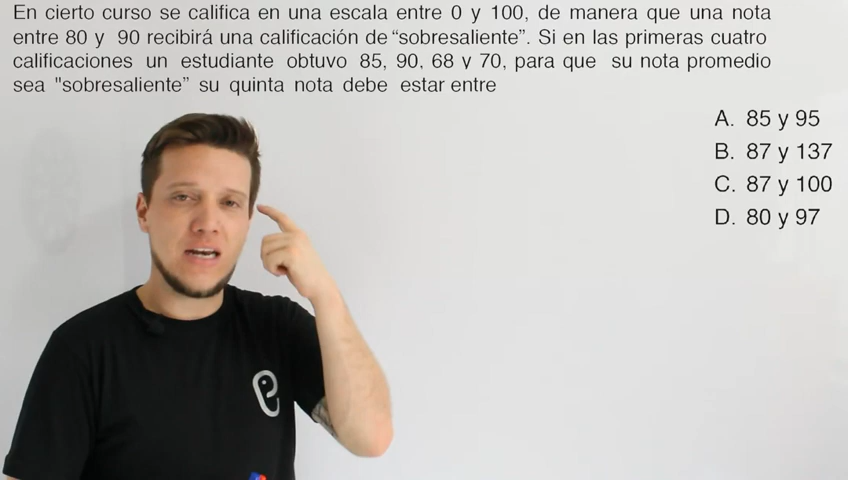 En cierto curso se califica en una escala entre 0 y 100, de manera que una nota
entre 80 y 90 recibirá una calificación de “sobresaliente”. Si en las primeras cuatro
calificaciones un estudiante obtuvo 85, 90, 68 y 70, para que su nota promedio
sea "sobresaliente” su quinta nota debe estar entre
A. 85 y 95
B. 87 y 137
C. 87 y 100
D. 80 y 97